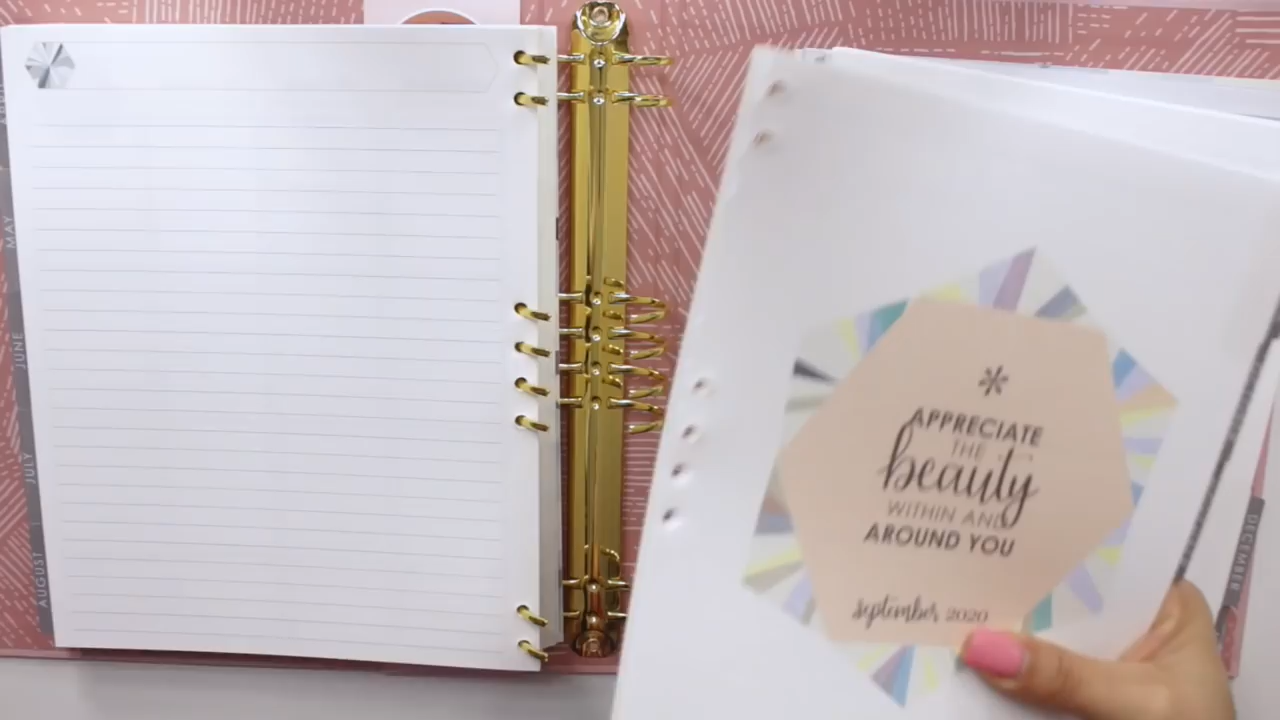 MAY
JUNE
JULY
AUGUST
APPRECIATE
THE
beauty
WITHIN AND
AROUND YOU
september 2020
DECEMBER